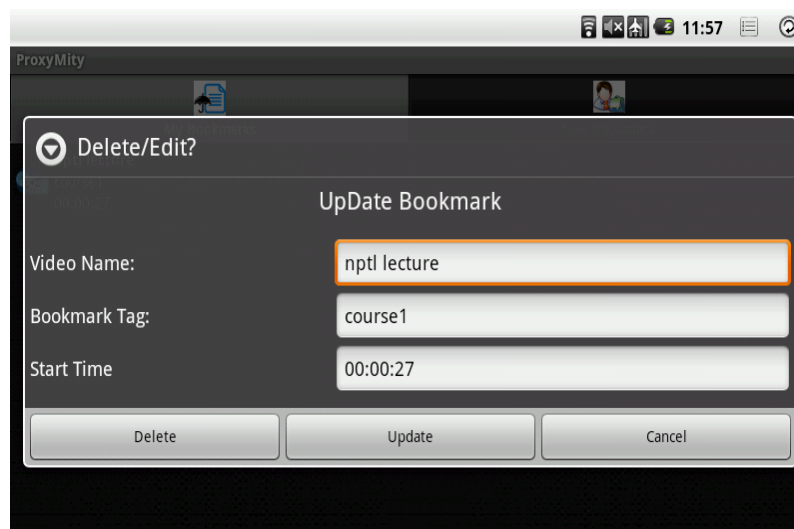 11:57
ProxyMity
Delete/Edit?
UpDate Bookmark
Video Name: nptl lecture
Bookmark Tag: course1
Start Time 00:00:27
Delete Update Cancel